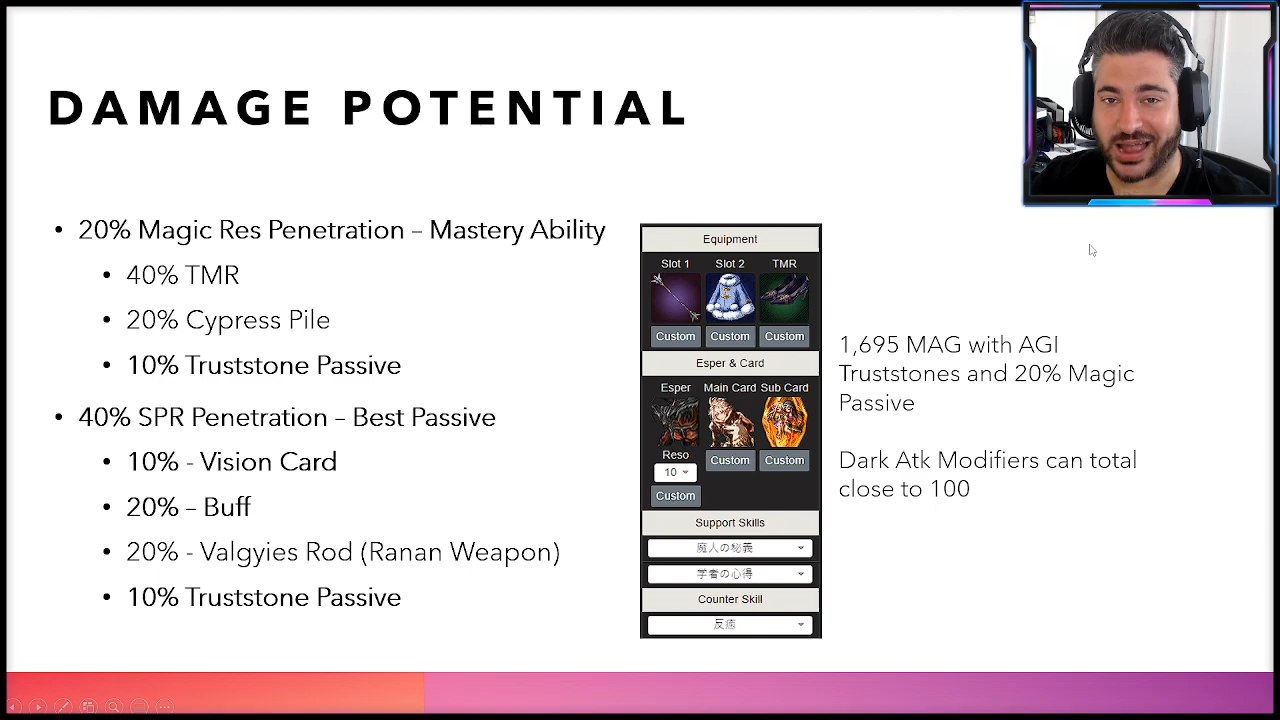 DAMAGE POTENTIAL
• 20% Magic Res Penetration – Mastery Ability
• 40% TMR
• 20% Cypress Pile
• 10% Truststone Passive
• 40% SPR Penetration – Best Passive
• 10% - Vision Card
• 20% – Buff
• 20% - Valgyies Rod (Ranan Weapon)
• 10% Truststone Passive
Equipment
Slot 1 Slot 2 TMR
Custom Custom Custom
Esper & Card
Esper Main Card Sub Card
Reso Custom Custom
10
Custom
Support Skills
魔人の秘義
学者の心得
Counter Skill
1,695 MAG with AGI
Truststones and 20% Magic
Passive
Dark Atk Modifiers can total
close to 100